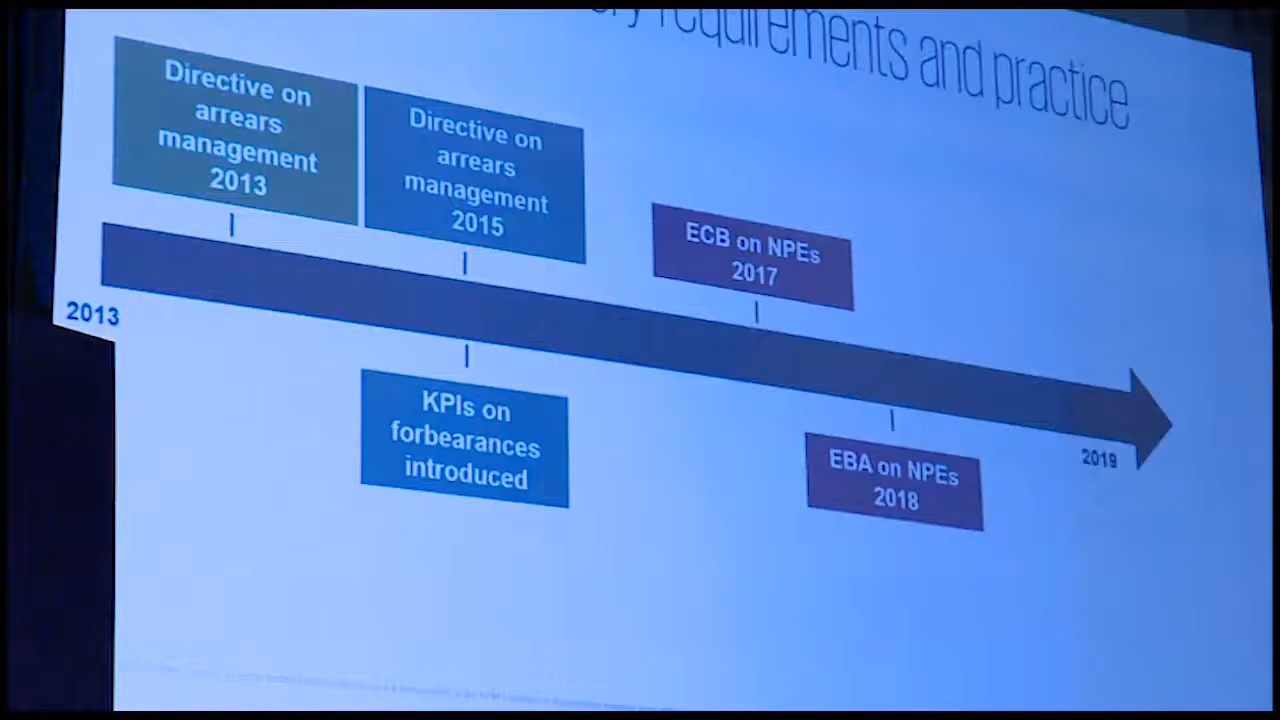 requirements and practice
Directive on
arrears
management
2013
Directive on
arrears
management
2015
ECB on NPEs
2017
2013
KPIs on
forbearances
introduced
EBA on NPEs
2018
2019